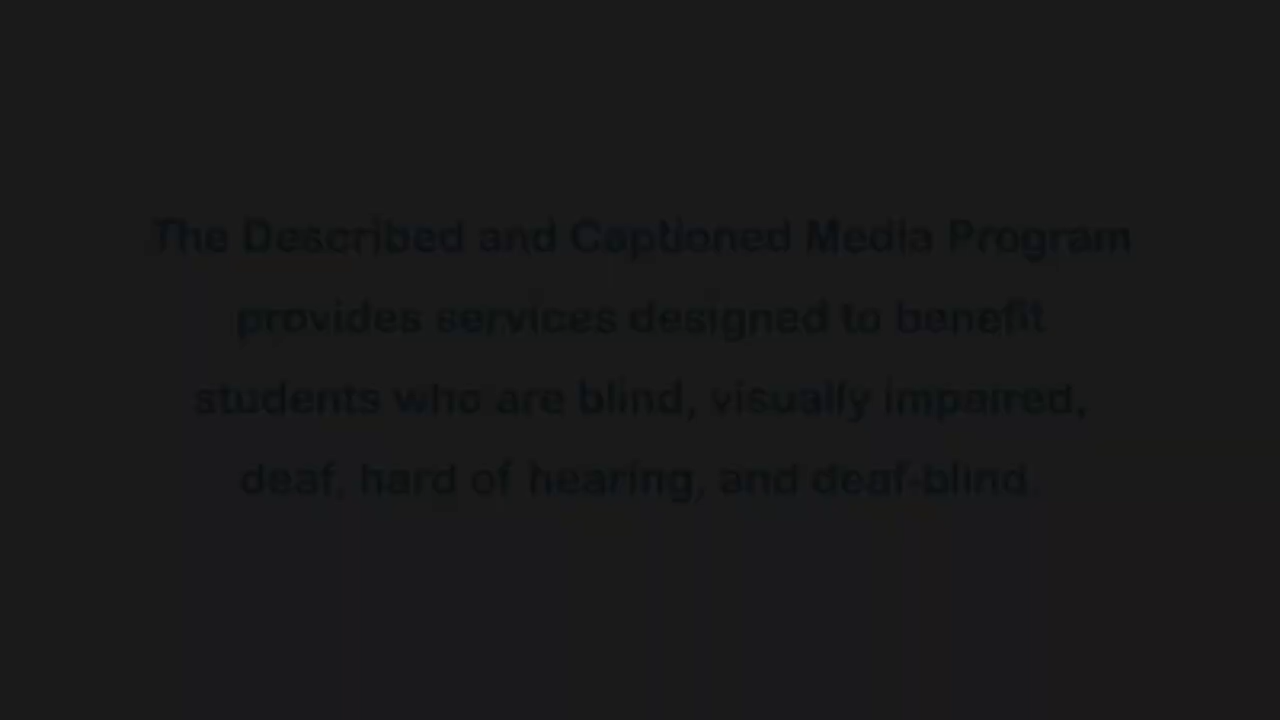 The Described and Captioned Media Program
provides services designed to benefit
students who are blind, visually impaired,
deaf, hard of hearing, and deaf-blind.